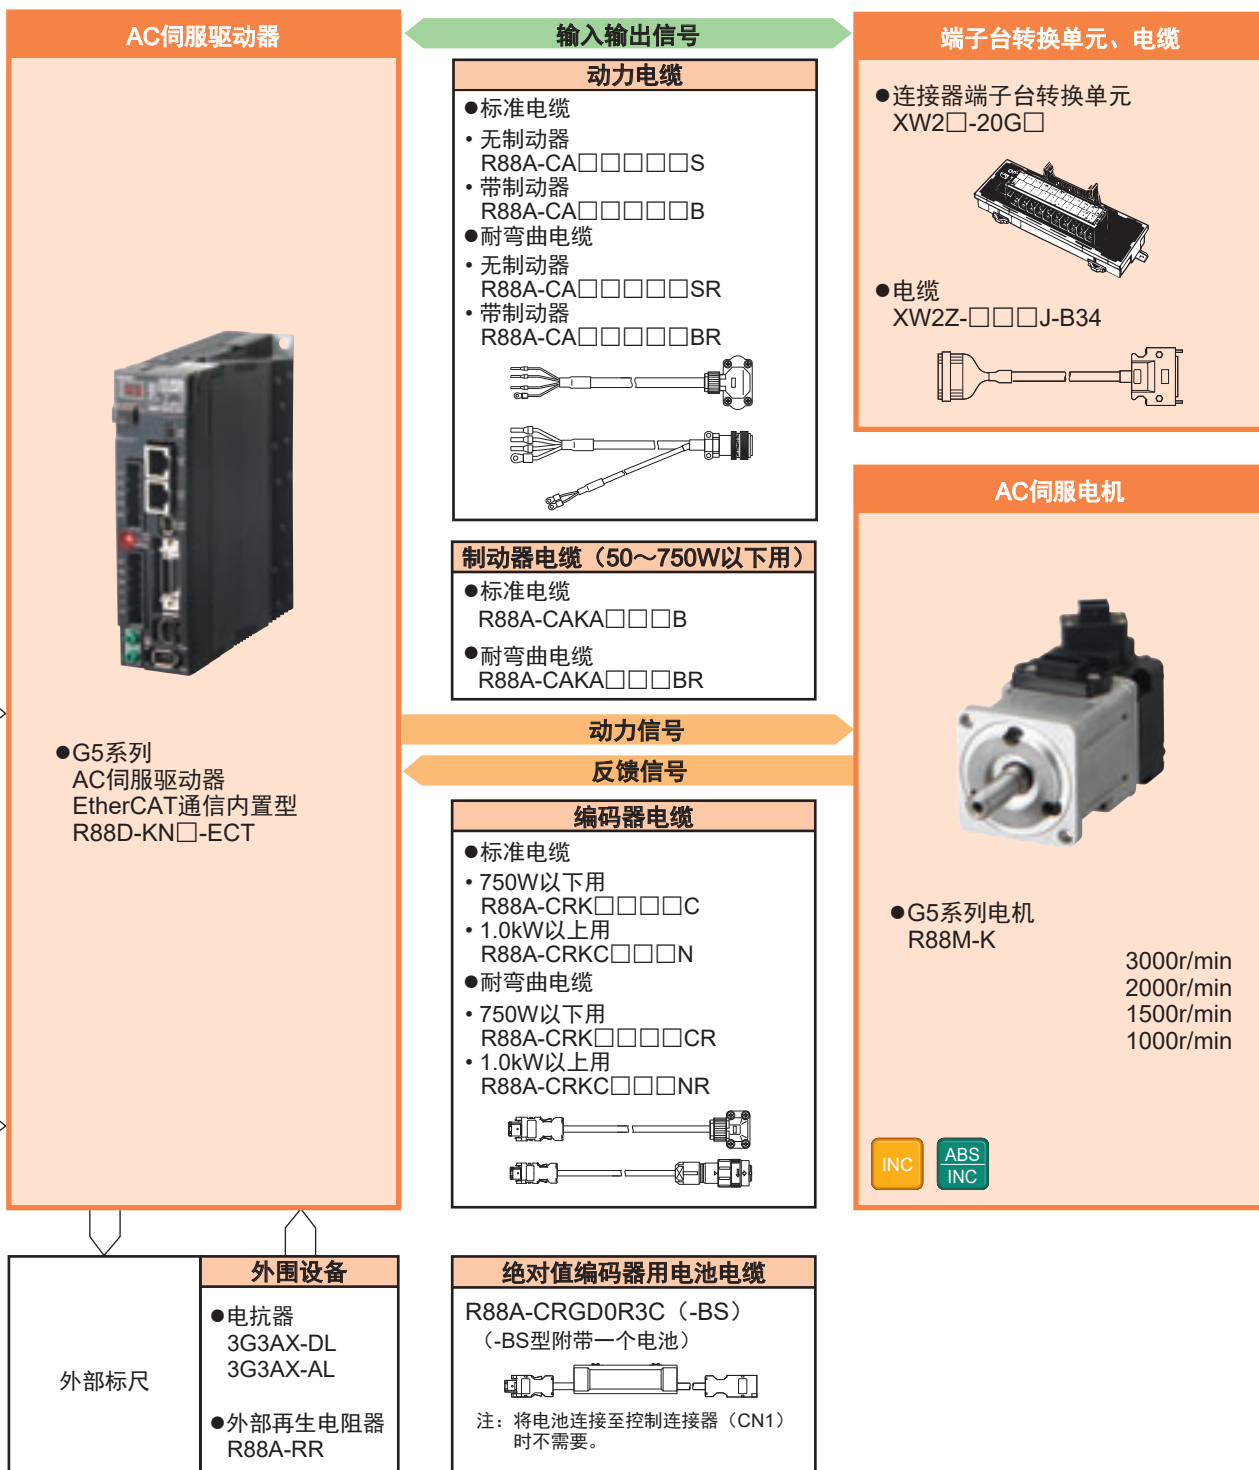 AC伺服驱动器
●G5系列
AC伺服驱动器
EtherCAT通信内置型
R88D-KN□-ECT
输入输出信号
动力电缆
●标准电缆
・无制动器
R88A-CA□□□□□S
・带制动器
R88A-CA□□□□□B
●耐弯曲电缆
・无制动器
R88A-CA□□□□□SR
・带制动器
R88A-CA□□□□□BR
制动器电缆（50～750W以下用）
●标准电缆
R88A-CAKA□□□B
●耐弯曲电缆
R88A-CAKA□□□BR
动力信号
反馈信号
编码器电缆
●标准电缆
・750W以下用
R88A-CRK□□□□C
・1.0kW以上用
R88A-CRKC□□□N
●耐弯曲电缆
・750W以下用
R88A-CRK□□□□CR
・1.0kW以上用
R88A-CRKC□□□NR
端子台转换单元、电缆
●连接器端子台转换单元
XW2□-20G□
●电缆
XW2Z-□□□J-B34
AC伺服电机
●G5系列电机
R88M-K
3000r/min
2000r/min
1500r/min
1000r/min
INC
ABS
INC
外部标尺
外围设备
●电抗器
3G3AX-DL
3G3AX-AL
●外部再生电阻器
R88A-RR
绝对值编码器用电池电缆
R88A-CRGD0R3C（-BS）
（-BS型附带一个电池）
注：将电池连接至控制连接器（CN1）
时不需要。